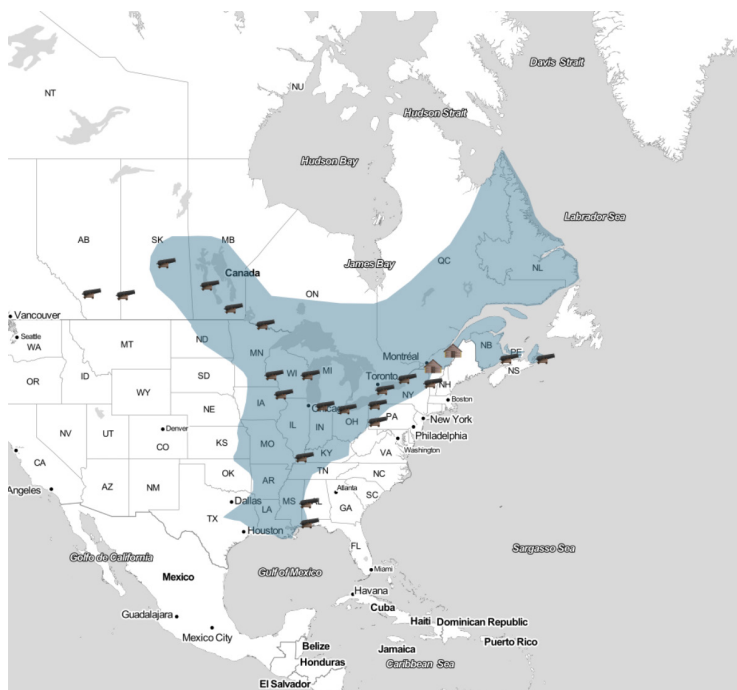 Davis Strait
NT
NU
Hudson Strait
Hudson Bay
Labrador Sea
AB
SK
MB
James Bay
QC
NL
Canada
ON
Vancouver
Seattle
WA
MT
ND
MN
Montréal
NB
PE
NS
OR
ID
SD
WI
MI
Toronto
NH
WY
NY
Boston
NE
IA
Chicago
PA
New York
NV
UT
Denver
IL
IN
OH
Philadelphia
CO
KS
MO
KY
VA
Washington
CA
OK
TN
NC
Angeles
AZ
NM
AR
Atlanta
SC
Dallas
MS
AL
GA
TX
LA
Houston
FL
Golfo de California
Sargasso Sea
Mexico
Gulf of Mexico
Miami
Havana
Guadalajara
Cuba
Mexico City
Haiti
Dominican Republic
Belize
Jamaica
Puerto Rico
Honduras
Caribbean Sea
El Salvador